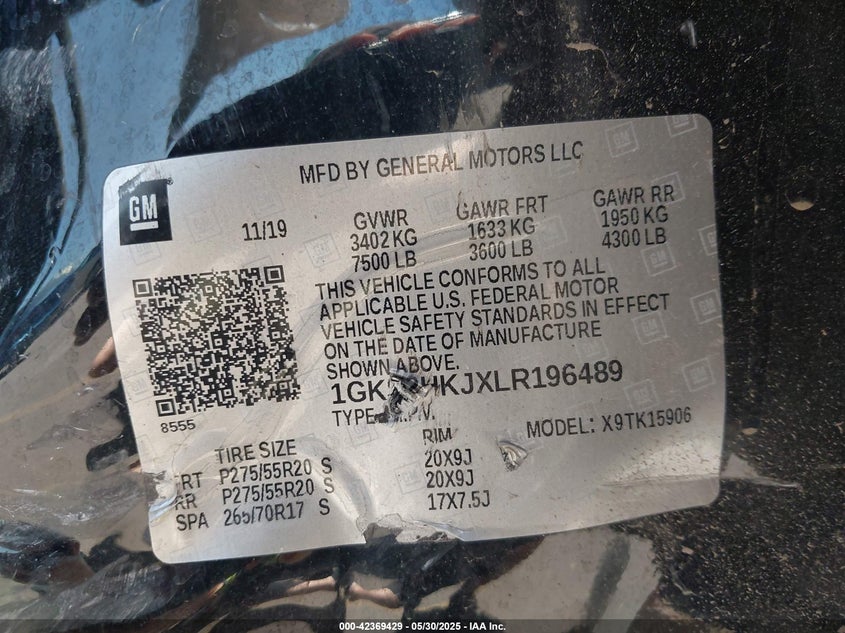 MFD BY GENERAL MOTORS LLC
GM
11/19
GVWR
3402 KG
7500 LB
GAWR FRT
1633 KG
3600 LB
GAWR RR
1950 KG
4300 LB
THIS VEHICLE CONFORMS TO ALL
APPLICABLE U.S. FEDERAL MOTOR
VEHICLE SAFETY STANDARDS IN EFFECT
ON THE DATE OF MANUFACTURE
SHOWN ABOVE.
KJXLR196489
8555
MODEL: X9TK15906
TIRE SIZE
RIM
FRT P275/55R20 S 20X9J
RR P275/55R20 S 20X9J
SPA 265/70R17 S 17X7.5J
000-42369429 - 05/30/2025 - IAA Inc.